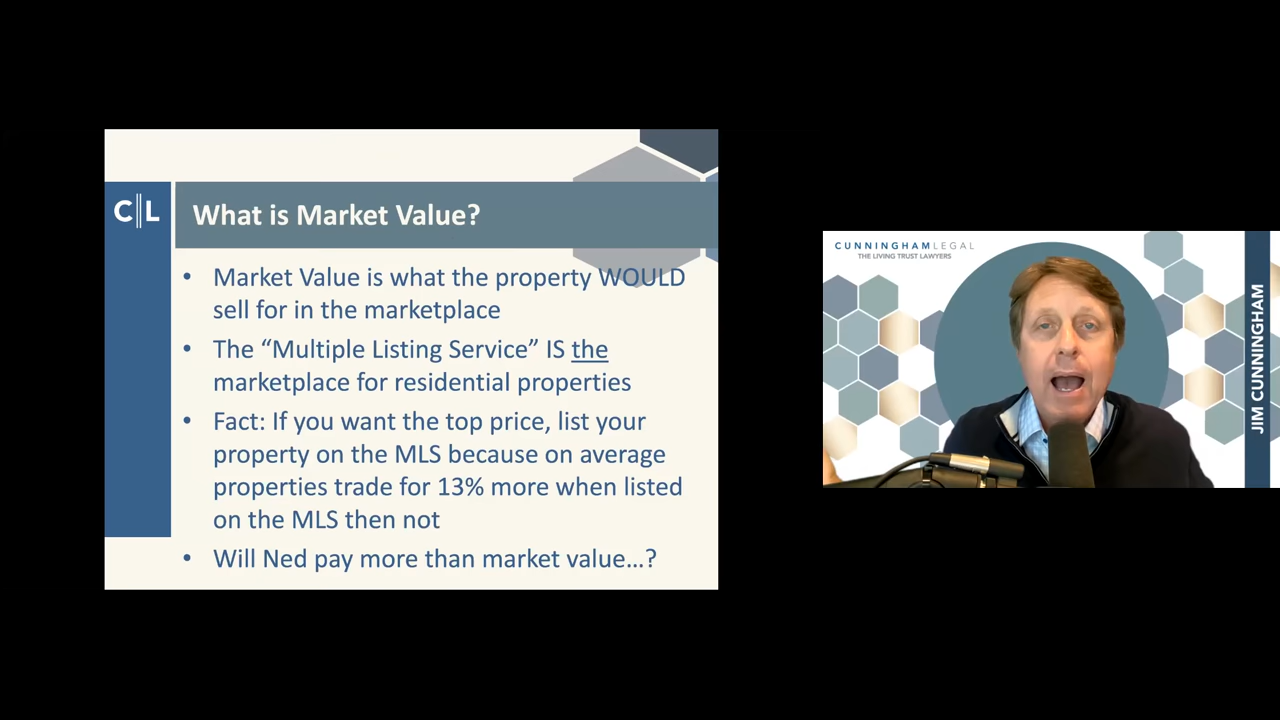 C||L
What is Market Value?
• Market Value is what the property WOULD
sell for in the marketplace
• The “Multiple Listing Service” IS the
marketplace for residential properties
• Fact: If you want the top price, list your
property on the MLS because on average
properties trade for 13% more when listed
on the MLS then not
• Will Ned pay more than market value…?
CUNNINGHAMLEGAL
THE LIVING TRUST LAWYERS
JIM CUNNINGHAM